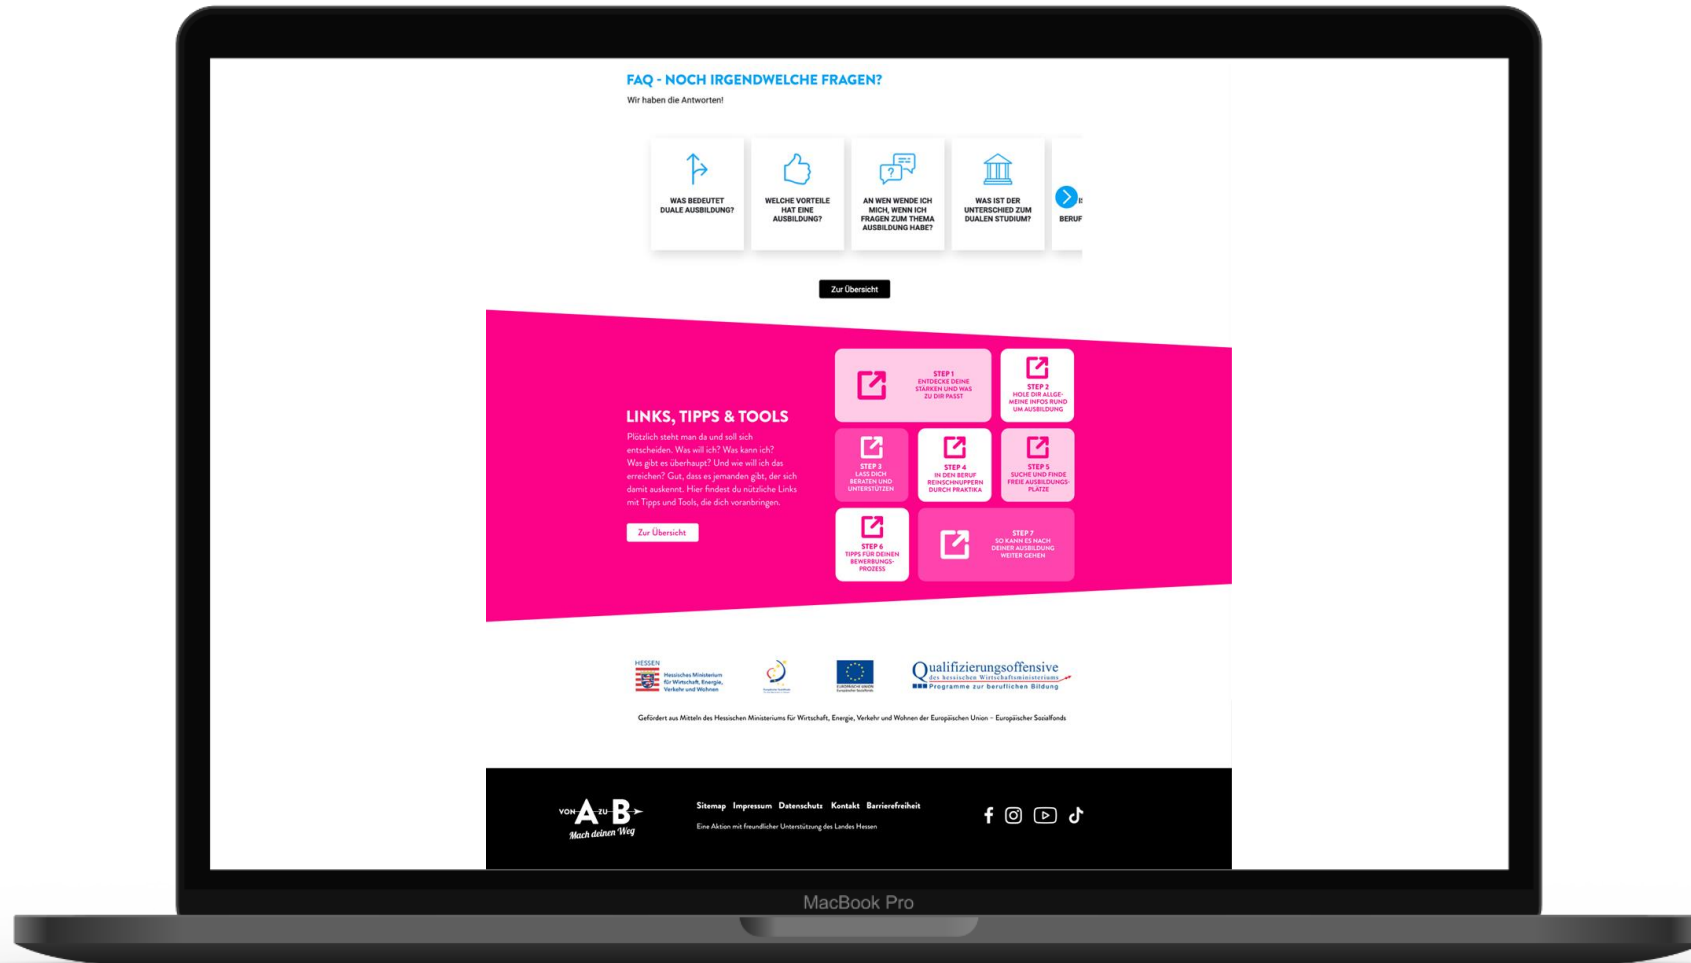 FAQ - NOCH IRGENDWELCHE FRAGEN?
Wir haben die Antworten!
WAS BEDEUTET
DUALE AUSBILDUNG?
WELCHE VORTEILE
HAT EINE
AUSBILDUNG?
AN WEN WENDE ICH
MICH, WENN ICH
FRAGEN ZUM THEMA
AUSBILDUNG HABE?
WAS IST DER
UNTERSCHIED ZUM
DUALEN STUDIUM?
BERUF
Zur Übersicht
LINKS, TIPPS & TOOLS
Plötzlich steht man da und soll sich
entscheiden. Was will ich? Was kann ich?
Was gibt es überhaupt? Und wie will ich das
erreichen? Gut, dass es jemanden gibt, der sich
damit auskennt. Hier findest du nützliche Links
mit Tipps und Tools, die dich voranbringen.
Zur Übersicht
STEP 1
ENTDECKE DEINE
STÄRKEN UND WAS
ZU DIR PASST
STEP 2
HOLE DIR ALLGE-
MEINE INFOS RUND
UM AUSBILDUNG
STEP 3
LASS DICH
BERATEN UND
UNTERSTÜTZEN
STEP 4
IN DEN BERUF
REINSCHNUPPERN
DURCH PRAKTIKA
STEP 5
SUCHE UND FINDE
FREIE AUSBILDUNGS-
PLÄTZE
STEP 6
TIPPS FÜR DEINEN
BEWERBUNGS-
PROZESS
STEP 7
SO KANN ES NACH
DEINER AUSBILDUNG
WEITER GEHEN
HESSEN
Hessisches Ministerium
für Wirtschaft, Energie,
Verkehr und Wohnen
EUROPÄISCHE UNION
Europäischer Sozialfonds
Qualifizierungsoffensive
des hessischen Wirtschaftsministeriums
Programme zur beruflichen Bildung
Gefördert aus Mitteln des Hessischen Ministeriums für Wirtschaft, Energie, Verkehr und Wohnen der Europäischen Union – Europäischer Sozialfonds
VON A ZU B
Mach deinen Weg
Sitemap Impressum Datenschutz Kontakt Barrierefreiheit
Eine Aktion mit freundlicher Unterstützung des Landes Hessen
MacBook Pro